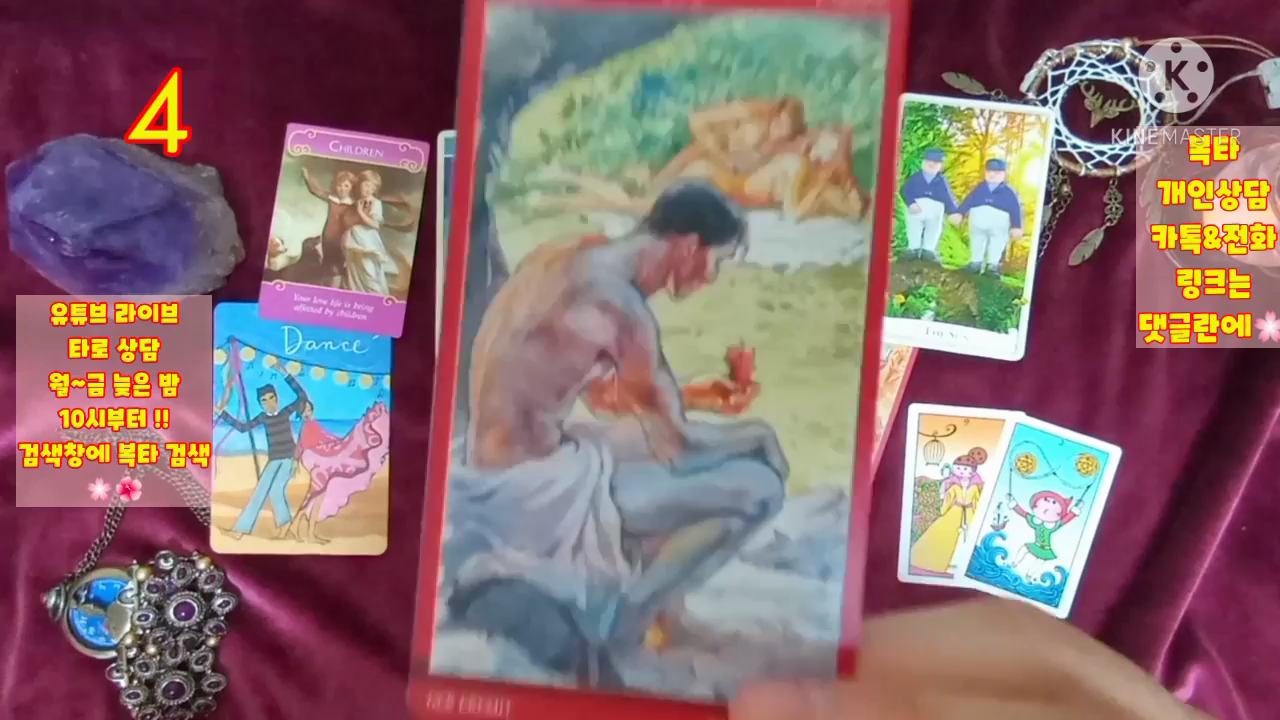 4
CHILDREN
Your love life is being
affected by children.
Dance
유튜브 라이브
타로 상담
월~금 늦은 밤
10시부터 !!
검색창에 복타 검색
KINEMASTER
복타
개인상담
카톡&전화
링크는
댓글란에